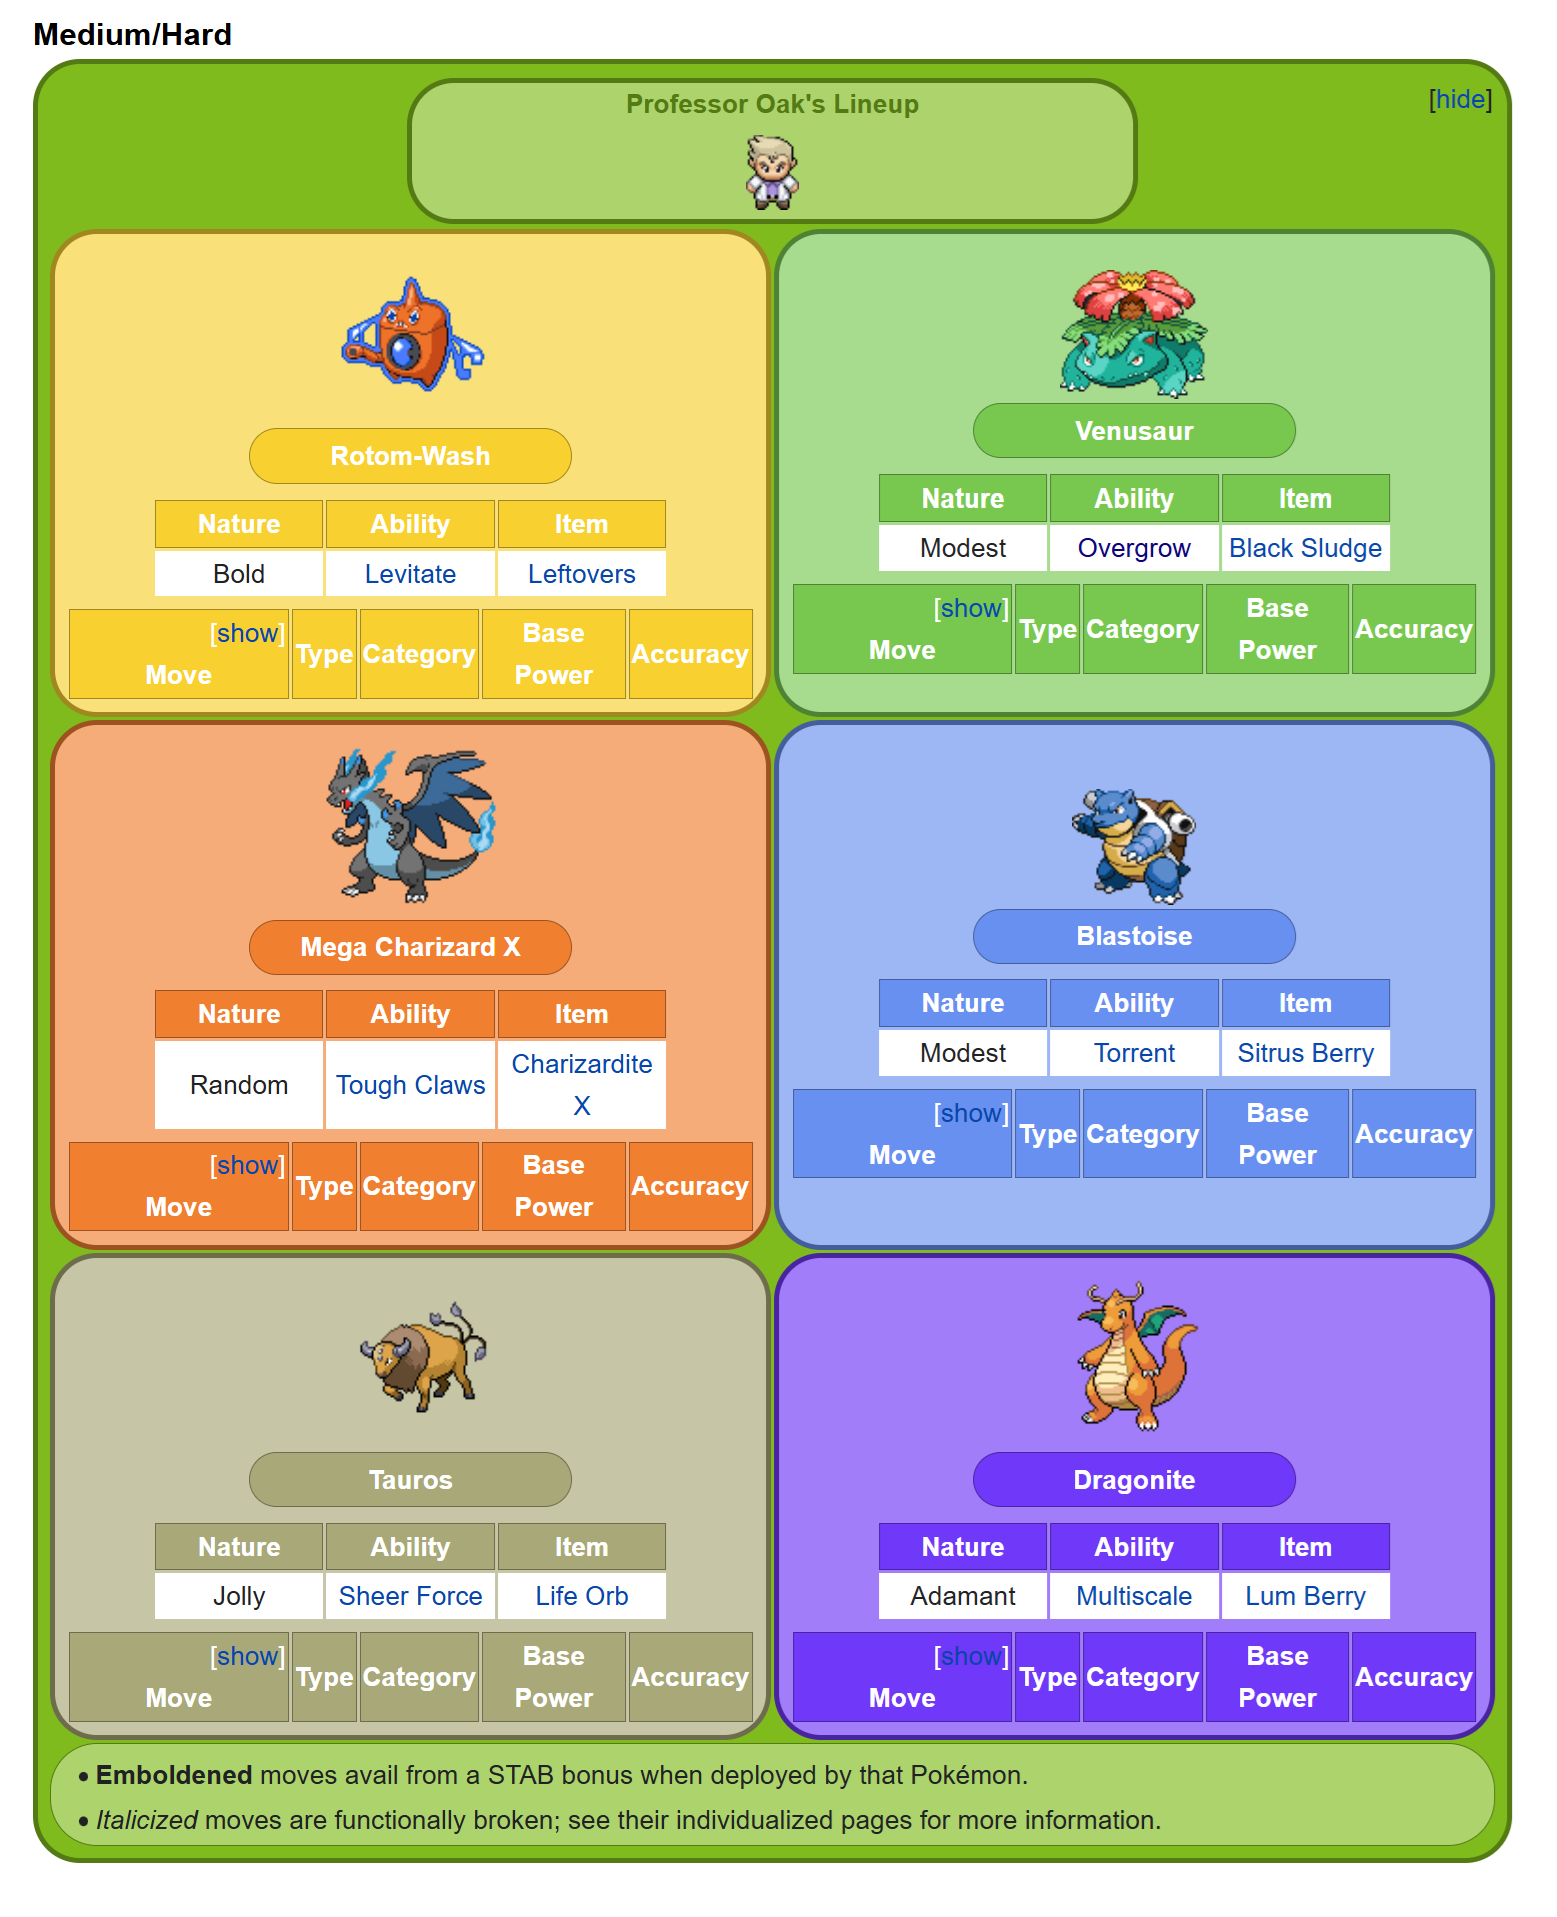 Medium/Hard
Professor Oak's Lineup
[hide]
Rotom-Wash
Nature Ability Item
Bold Levitate Leftovers
[show]
Move Type Category Base Power Accuracy
Venusaur
Nature Ability Item
Modest Overgrow Black Sludge
[show]
Move Type Category Base Power Accuracy
Mega Charizard X
Nature Ability Item
Random Tough Claws Charizardite X
[show]
Move Type Category Base Power Accuracy
Blastoise
Nature Ability Item
Modest Torrent Sitrus Berry
[show]
Move Type Category Base Power Accuracy
Tauros
Nature Ability Item
Jolly Sheer Force Life Orb
[show]
Move Type Category Base Power Accuracy
Dragonite
Nature Ability Item
Adamant Multiscale Lum Berry
[show]
Move Type Category Base Power Accuracy
• Emboldened moves avail from a STAB bonus when deployed by that Pokémon.
• Italicized moves are functionally broken; see their individualized pages for more information.